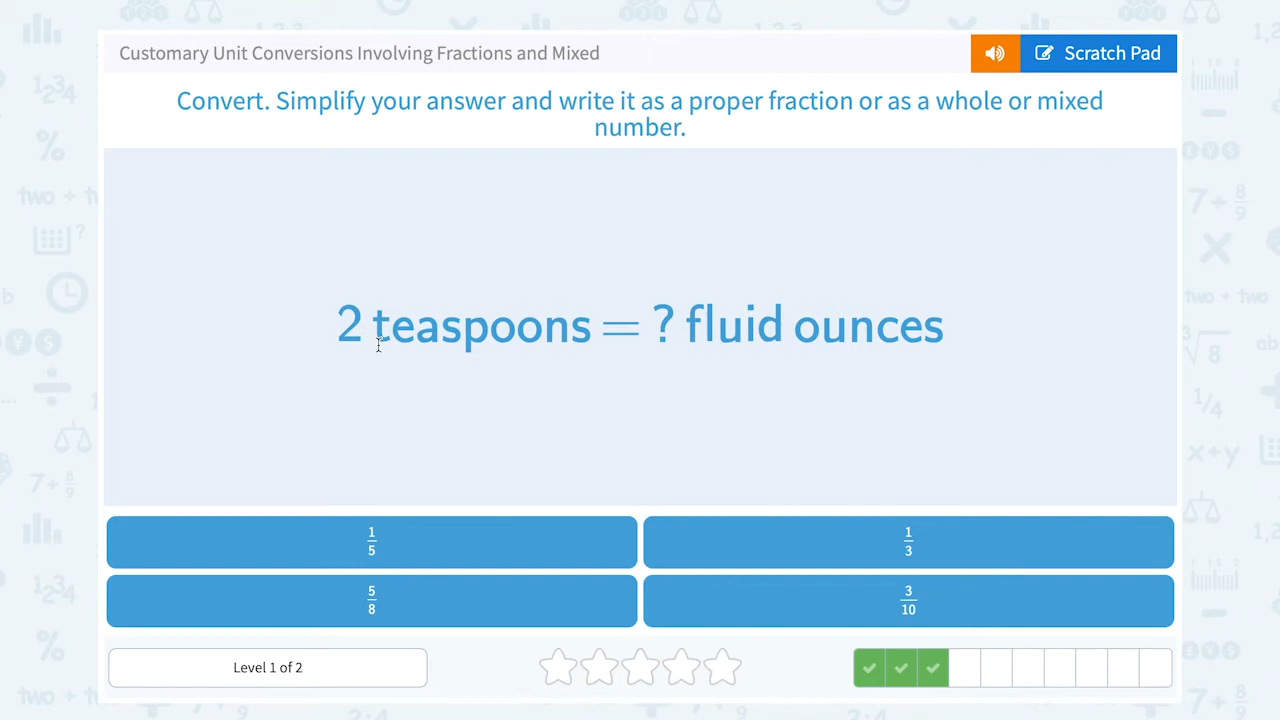 Customary Unit Conversions Involving Fractions and Mixed
Scratch Pad
Convert. Simplify your answer and write it as a proper fraction or as a whole or mixed
number.
2 teaspoons = ? fluid ounces
1/5
1/3
5/8
3/10
Level 1 of 2